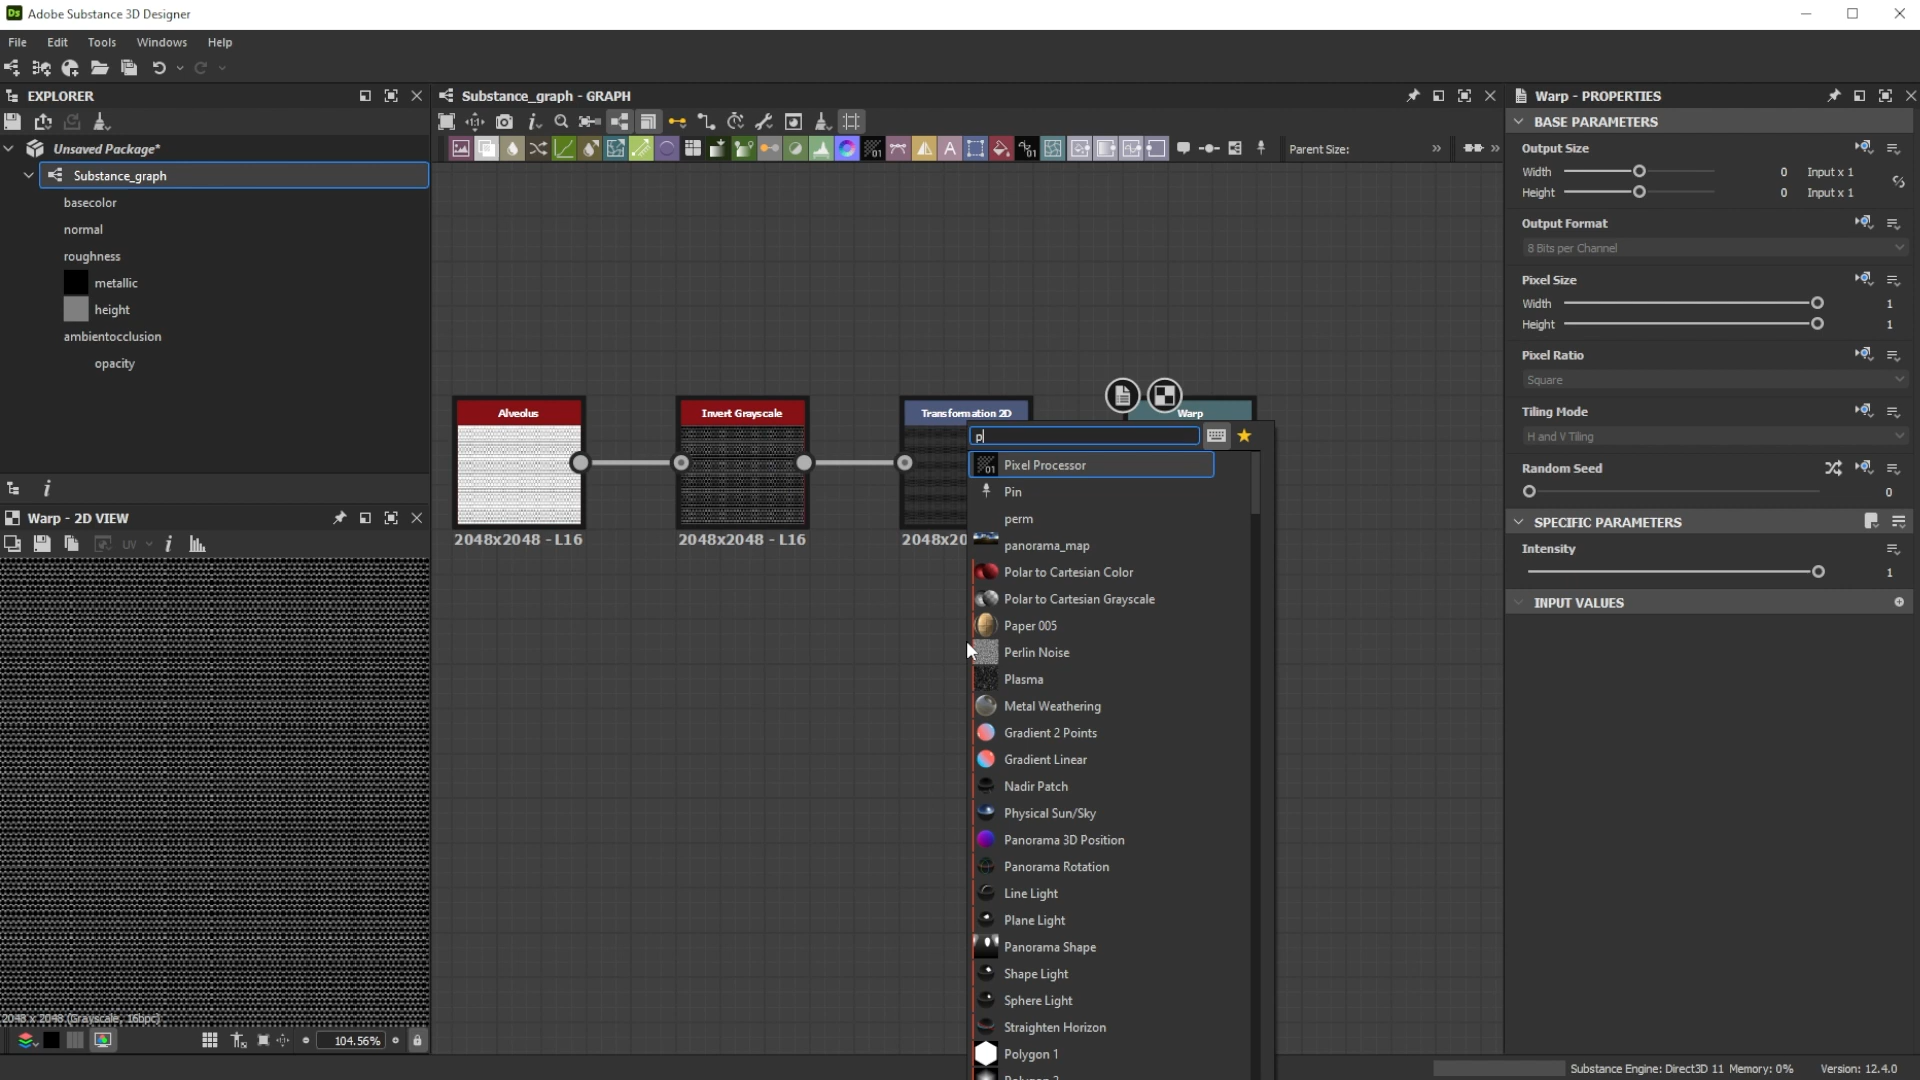 Ds Adobe Substance 3D Designer
File Edit Tools Windows Help
EXPLORER
Unsaved Package*
Substance_graph
basecolor
normal
roughness
metallic
height
ambientocclusion
opacity
Warp - 2D VIEW
UV
2048 x 2048 (Grayscale, 16bpc)
104.56%
Substance_graph - GRAPH
Parent Size:
Alveolus
2048x2048 - L16
Invert Grayscale
2048x2048 - L16
Transformation 2D
2048x20
Warp
p
Pixel Processor
Pin
perm
panorama_map
Polar to Cartesian Color
Polar to Cartesian Grayscale
Paper 005
Perlin Noise
Plasma
Metal Weathering
Gradient 2 Points
Gradient Linear
Nadir Patch
Physical Sun/Sky
Panorama 3D Position
Panorama Rotation
Line Light
Plane Light
Panorama Shape
Shape Light
Sphere Light
Straighten Horizon
Polygon 1
Warp - PROPERTIES
BASE PARAMETERS
Output Size
Width 0 Input x 1
Height 0 Input x 1
Output Format
8 Bits per Channel
Pixel Size
Width 1
Height 1
Pixel Ratio
Square
Tiling Mode
H and V Tiling
Random Seed
0
SPECIFIC PARAMETERS
Intensity
1
INPUT VALUES
Substance Engine: Direct3D 11 Memory: 0% Version: 12.4.0